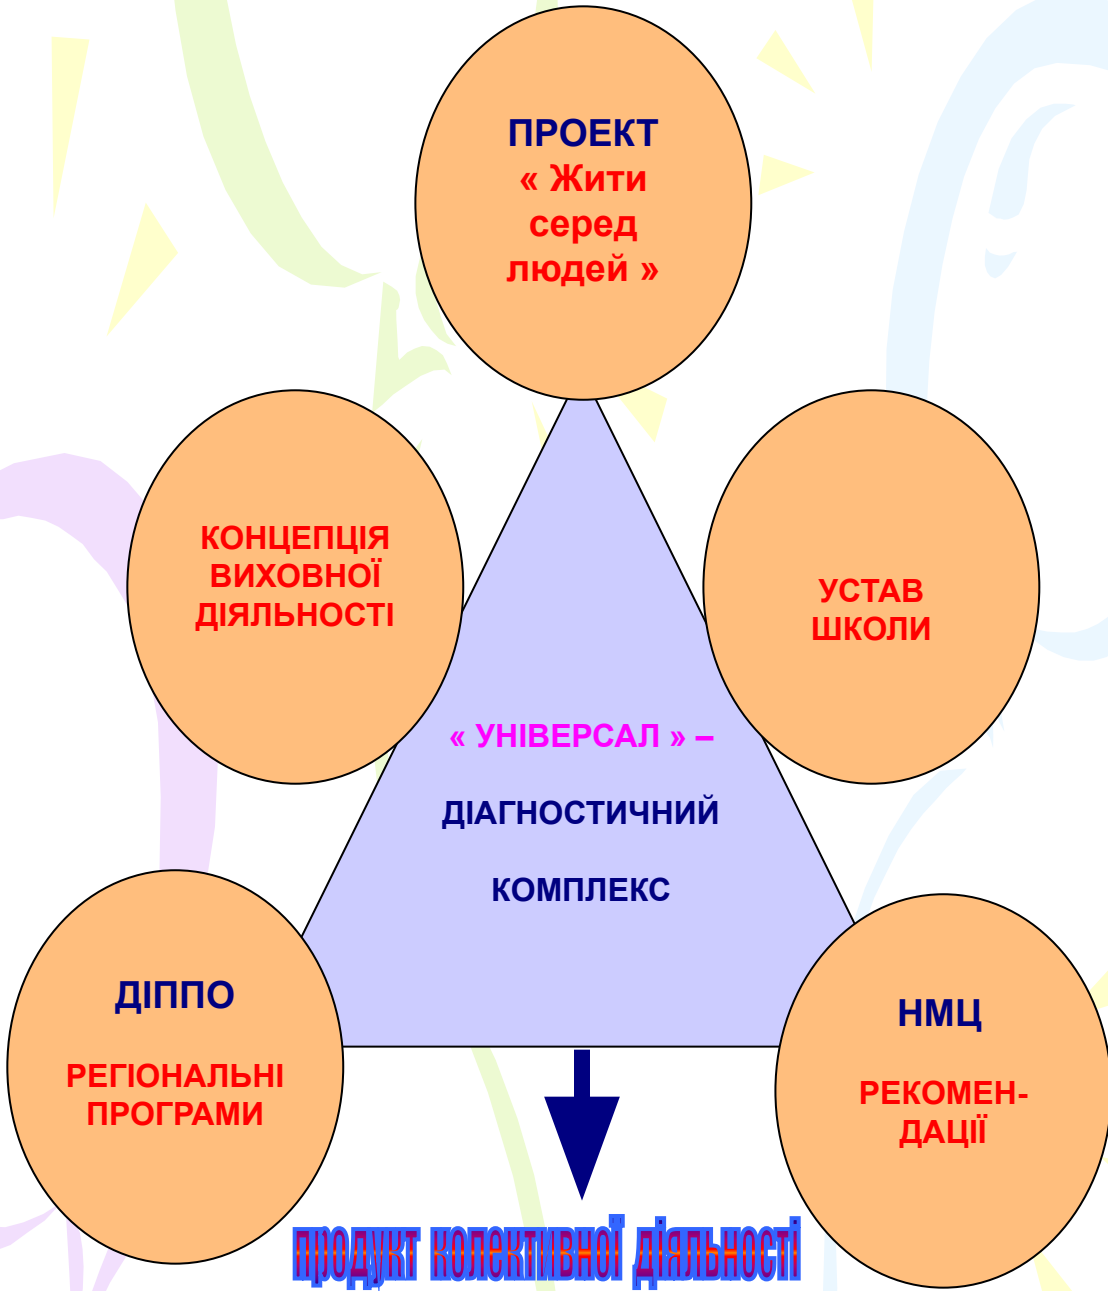 ПРОЕКТ
« Жити
серед
людей »
КОНЦЕПЦІЯ
ВИХОВНОЇ
ДІЯЛЬНОСТІ
УСТАВ
ШКОЛИ
« УНІВЕРСАЛ » –
ДІАГНОСТИЧНИЙ
КОМПЛЕКС
ДІППО
РЕГІОНАЛЬНІ
ПРОГРАМИ
НМЦ
РЕКОМЕН-
ДАЦІЇ
продукт колективної діяльності